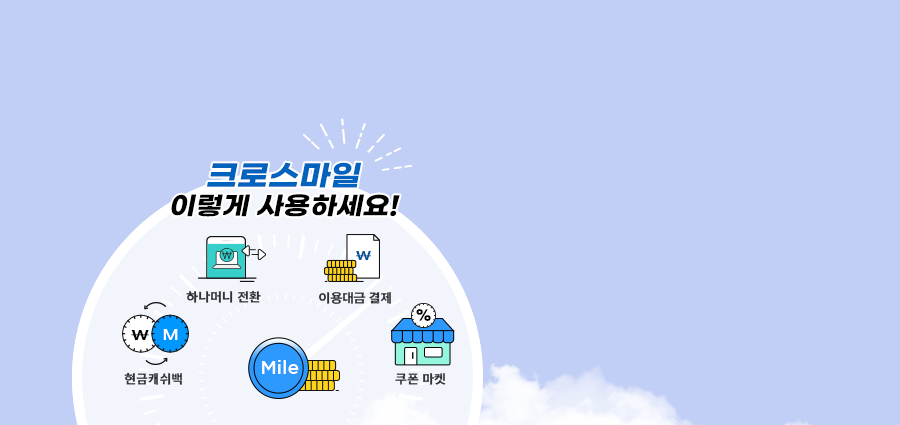 크로스마일
이렇게 사용하세요!
₩
₩
하나머니 전환
이용대금 결제
%
₩ M
Mile
현금캐쉬백
쿠폰 마켓